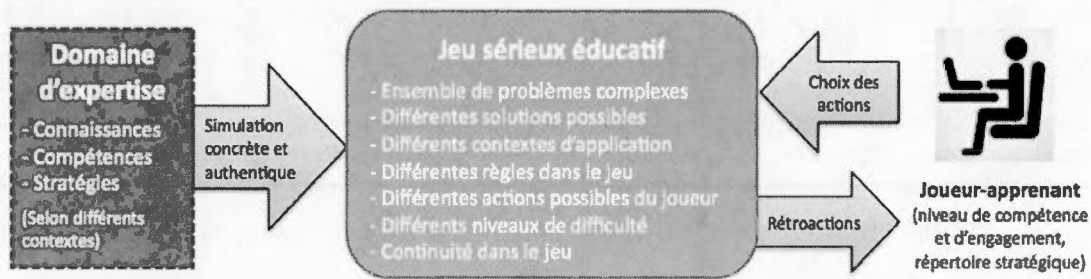 Domaine
d'expertise
- Connaissances
- Compétences
- Stratégies
(Selon différents
contextes)
Simulation
concrète et
authentique
Jeu sérieux éducatif
- Ensemble de problèmes complexes
- Différentes solutions possibles
- Différents contextes d'application
- Différentes règles dans le jeu
- Différentes actions possibles du joueur
- Différents niveaux de difficulté
- Continuité dans le jeu
Choix des
actions
Rétroactions
Joueur-apprenant
(niveau de compétence
et d'engagement,
répertoire stratégique)